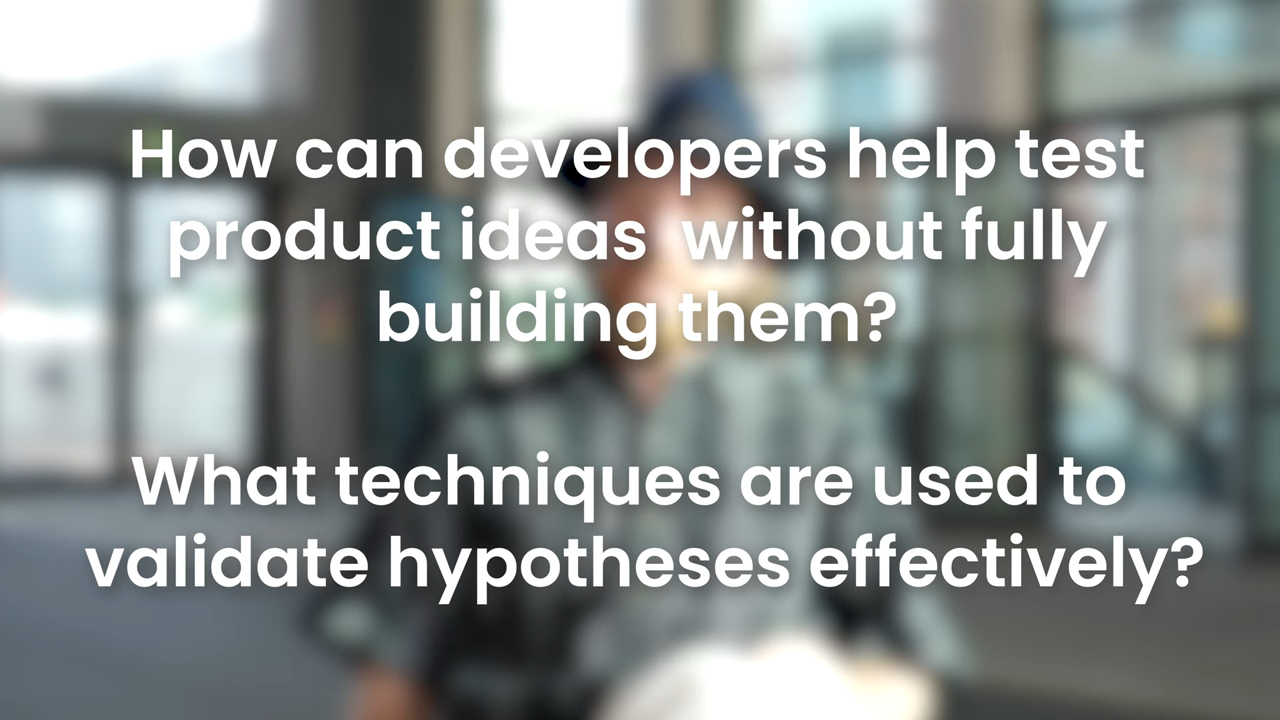 How can developers help test
product ideas  without fully
building them?
What techniques are used to
validate hypotheses effectively?